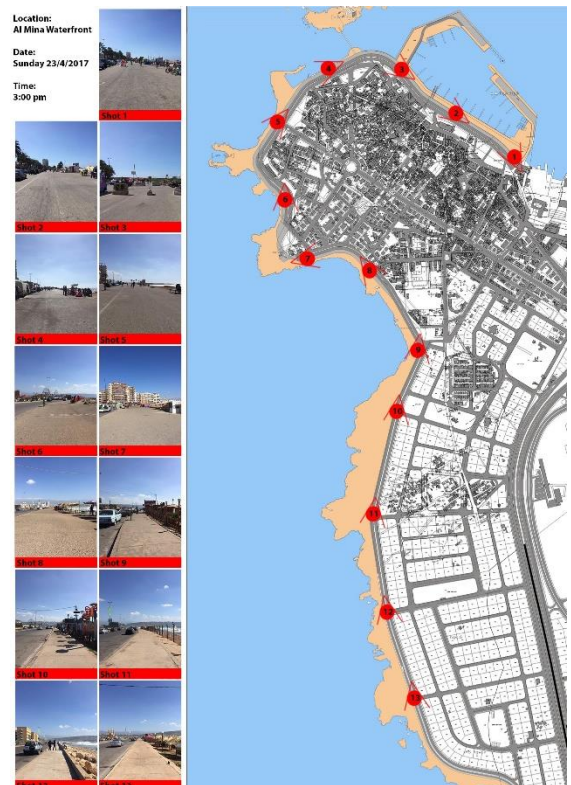 Location:
Al Mina Waterfront
Date:
Sunday 23/4/2017
Time:
3:00 pm
Shot 1
Shot 2
Shot 3
Shot 4
Shot 5
Shot 6
Shot 7
Shot 8
Shot 9
Shot 10
Shot 11
1
2
3
4
5
6
7
8
9
10
11
12
13